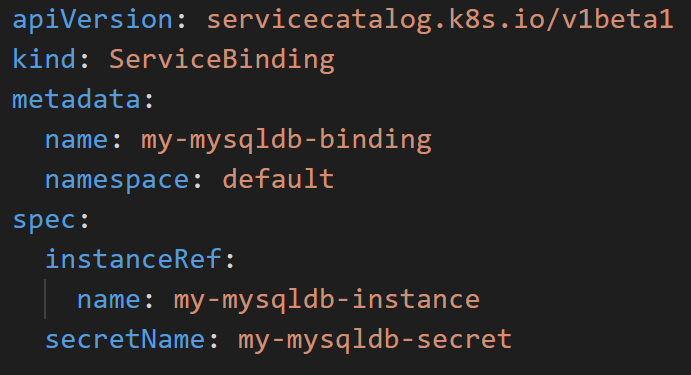 apiVersion: servicecatalog.k8s.io/v1beta1
kind: ServiceBinding
metadata:
  name: my-mysqldb-binding
  namespace: default
spec:
  instanceRef:
    name: my-mysqldb-instance
  secretName: my-mysqldb-secret